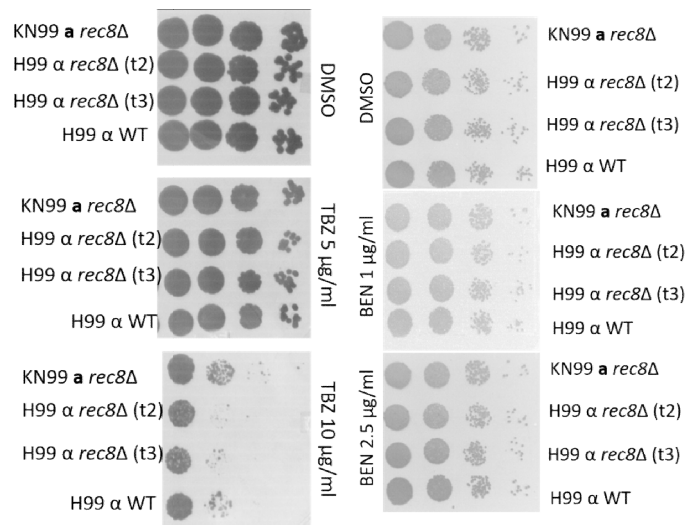 KN99 a rec8Δ
H99 α rec8Δ (t2)
H99 α rec8Δ (t3)
H99 α WT
DMSO
KN99 a rec8Δ
H99 α rec8Δ (t2)
H99 α rec8Δ (t3)
H99 α WT
TBZ 5 µg/ml
KN99 a rec8Δ
H99 α rec8Δ (t2)
H99 α rec8Δ (t3)
H99 α WT
TBZ 10 µg/ml
DMSO
KN99 a rec8Δ
H99 α rec8Δ (t2)
H99 α rec8Δ (t3)
H99 α WT
BEN 1 µg/ml
KN99 a rec8Δ
H99 α rec8Δ (t2)
H99 α rec8Δ (t3)
H99 α WT
BEN 2.5 µg/ml
KN99 a rec8Δ
H99 α rec8Δ (t2)
H99 α rec8Δ (t3)
H99 α WT